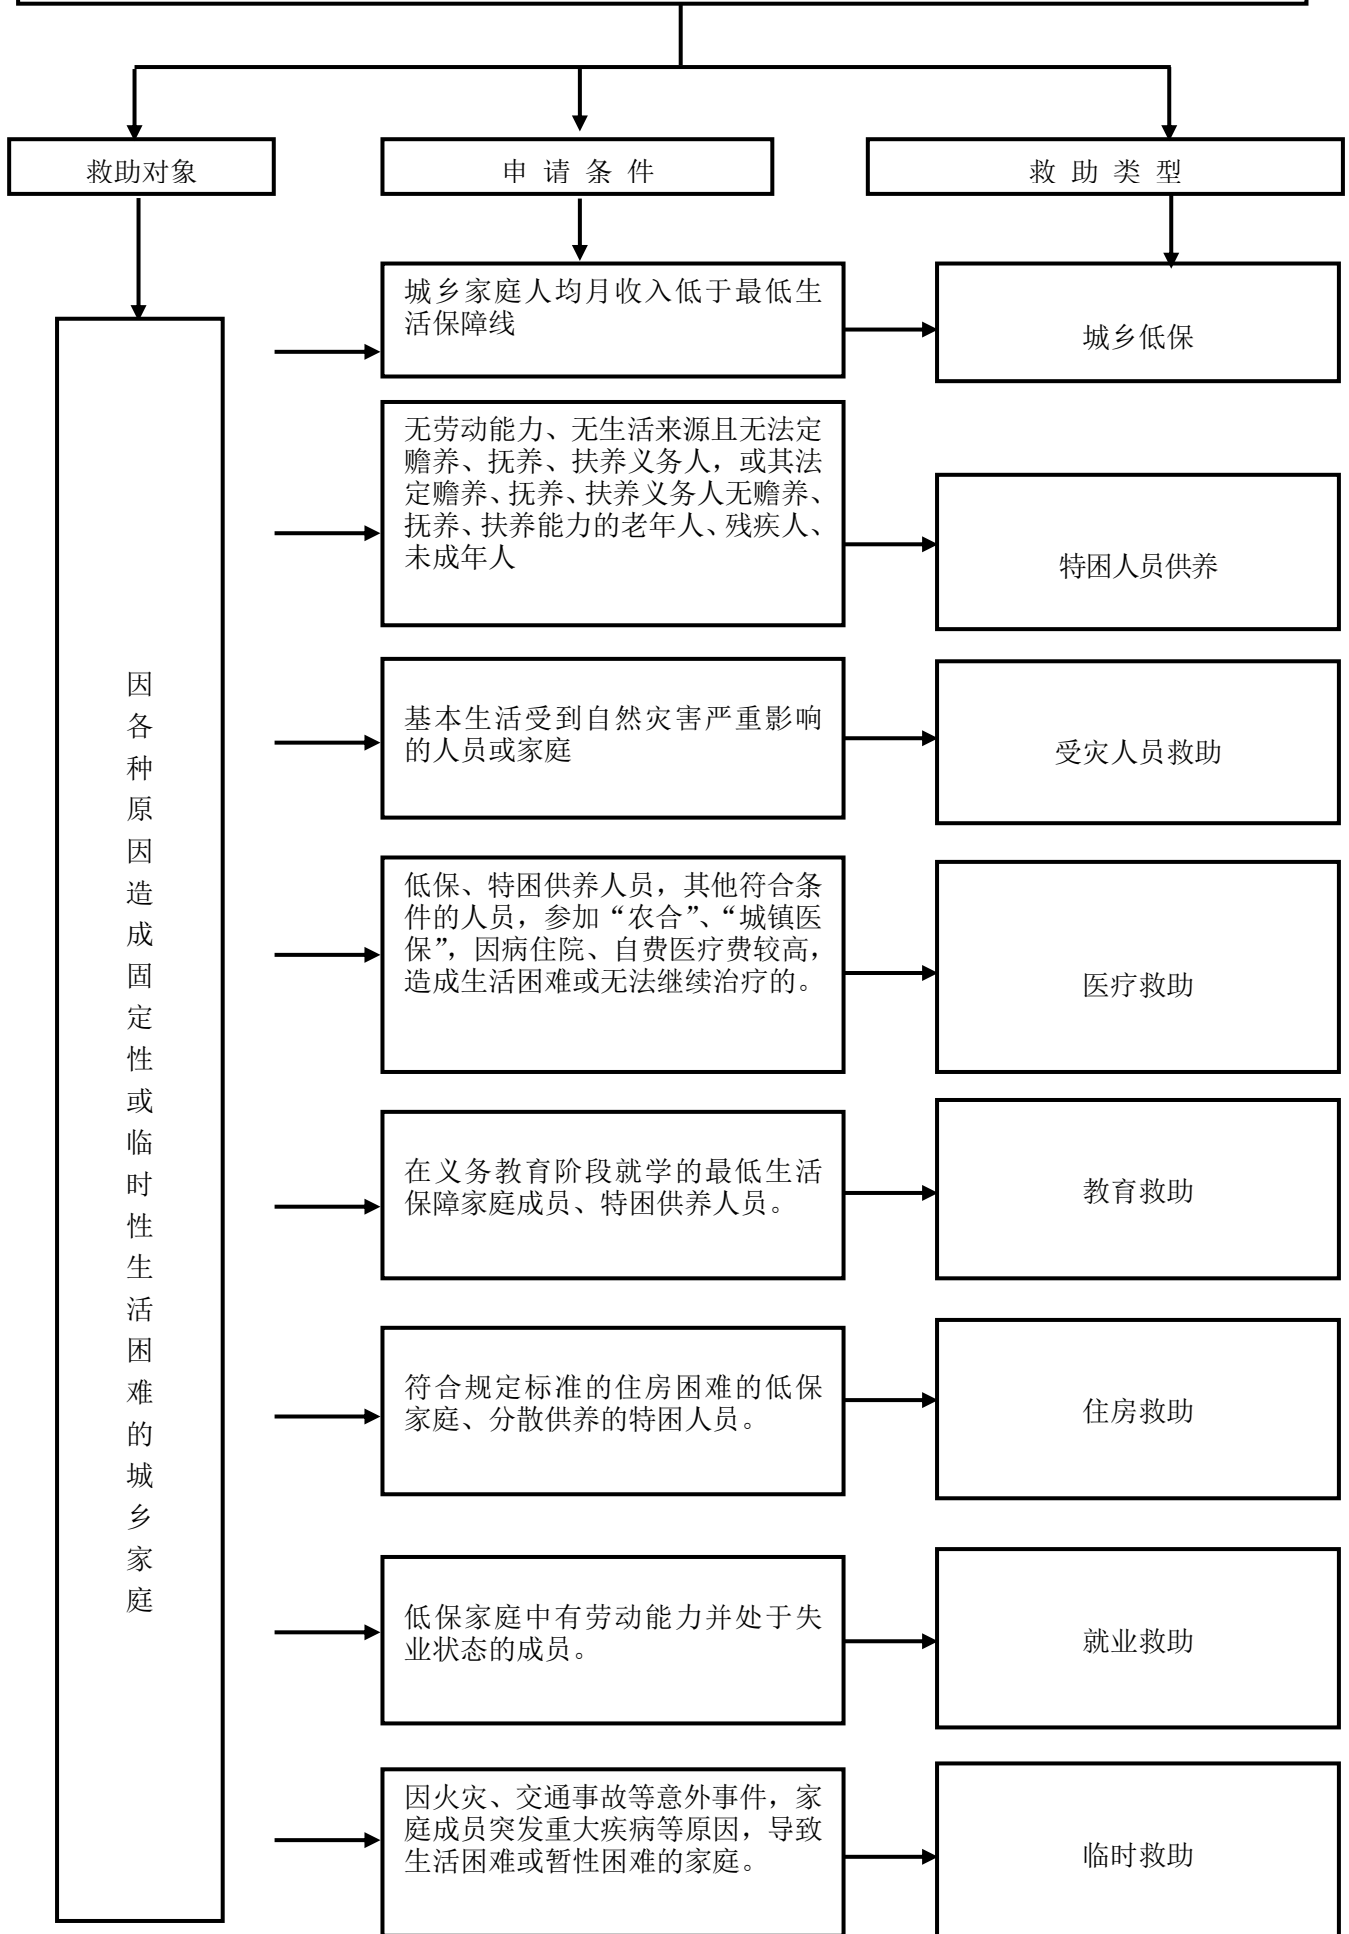 救助对象
申请条件
救助类型
因各种原因造成固定性或临时性生活困难的城乡家庭
城乡家庭人均月收入低于最低生
活保障线
城乡低保
无劳动能力、无生活来源且无法定
赡养、抚养、扶养义务人，或其法
定赡养、抚养、扶养义务人无赡养、
抚养、扶养能力的老年人、残疾人、
未成年人
特困人员供养
基本生活受到自然灾害严重影响
的人员或家庭
受灾人员救助
低保、特困供养人员，其他符合条
件的人员，参加“农合”、“城镇医
保”，因病住院、自费医疗费较高，
造成生活困难或无法继续治疗的。
医疗救助
在义务教育阶段就学的最低生活
保障家庭成员、特困供养人员。
教育救助
符合规定标准的住房困难的低保
家庭、分散供养的特困人员。
住房救助
低保家庭中有劳动能力并处于失
业状态的成员。
就业救助
因火灾、交通事故等意外事件，家
庭成员突发重大疾病等原因，导致
生活困难或暂性困难的家庭。
临时救助